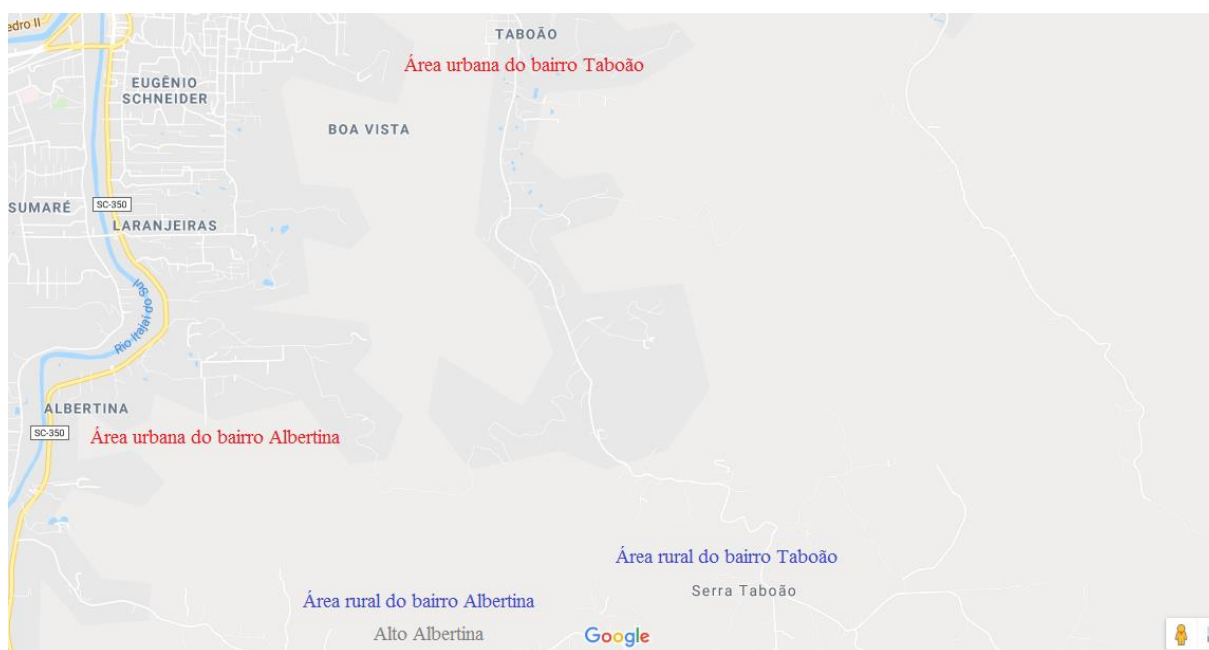 edro II
TABOÃO
Área urbana do bairro Taboão
EUGÊNIO
SCHNEIDER
BOA VISTA
SUMARÉ
SC-350
LARANJEIRAS
Rio Itajaí do Sul
ALBERTINA
SC-350
Área urbana do bairro Albertina
Área rural do bairro Taboão
Serra Taboão
Área rural do bairro Albertina
Alto Albertina
Google